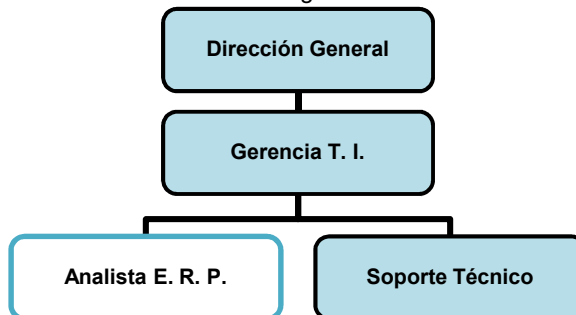 Dirección General
Gerencia T. I.
Analista E. R. P.
Soporte Técnico